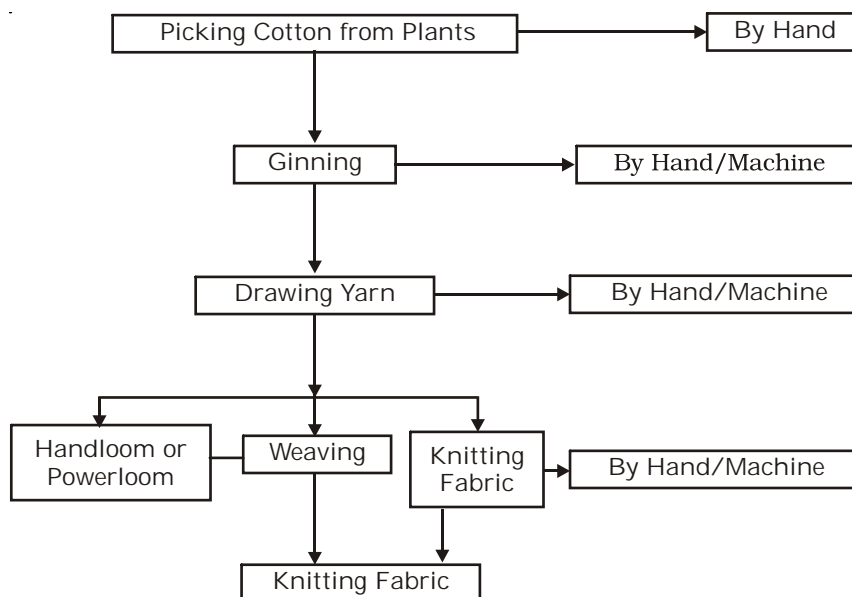 Picking Cotton from Plants
By Hand
Ginning
By Hand/Machine
Drawing Yarn
By Hand/Machine
Handloom or
Powerloom
Weaving
Knitting
Fabric
By Hand/Machine
Knitting Fabric